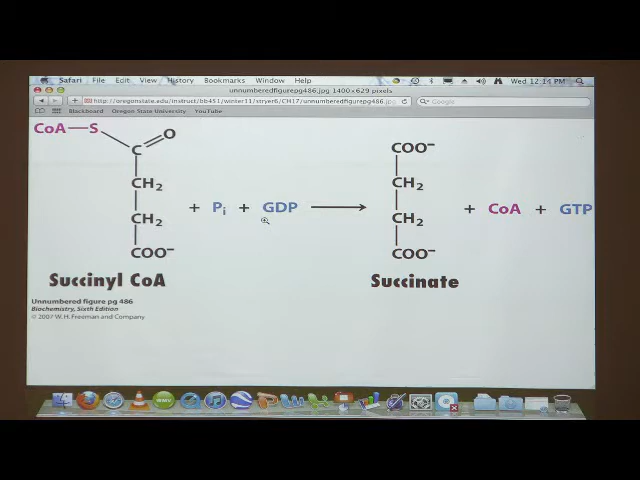 Safari File Edit View History Bookmarks Window Help Wed 12:14 PM
unnumberedfigurepg486.jpg 1400×629 pixels
http://oregonstate.edu/instruct/bb451/winter11/stryer6/CH17/unnumberedfigurepg486.jpg Google
Blackboard Oregon State University YouTube
CoA—S
O
C
CH2
CH2
COO−
Succinyl CoA
+ Pi + GDP
COO−
CH2
CH2
COO−
Succinate
+ CoA + GTP
Unnumbered figure pg 486
Biochemistry, Sixth Edition
© 2007 W. H. Freeman and Company